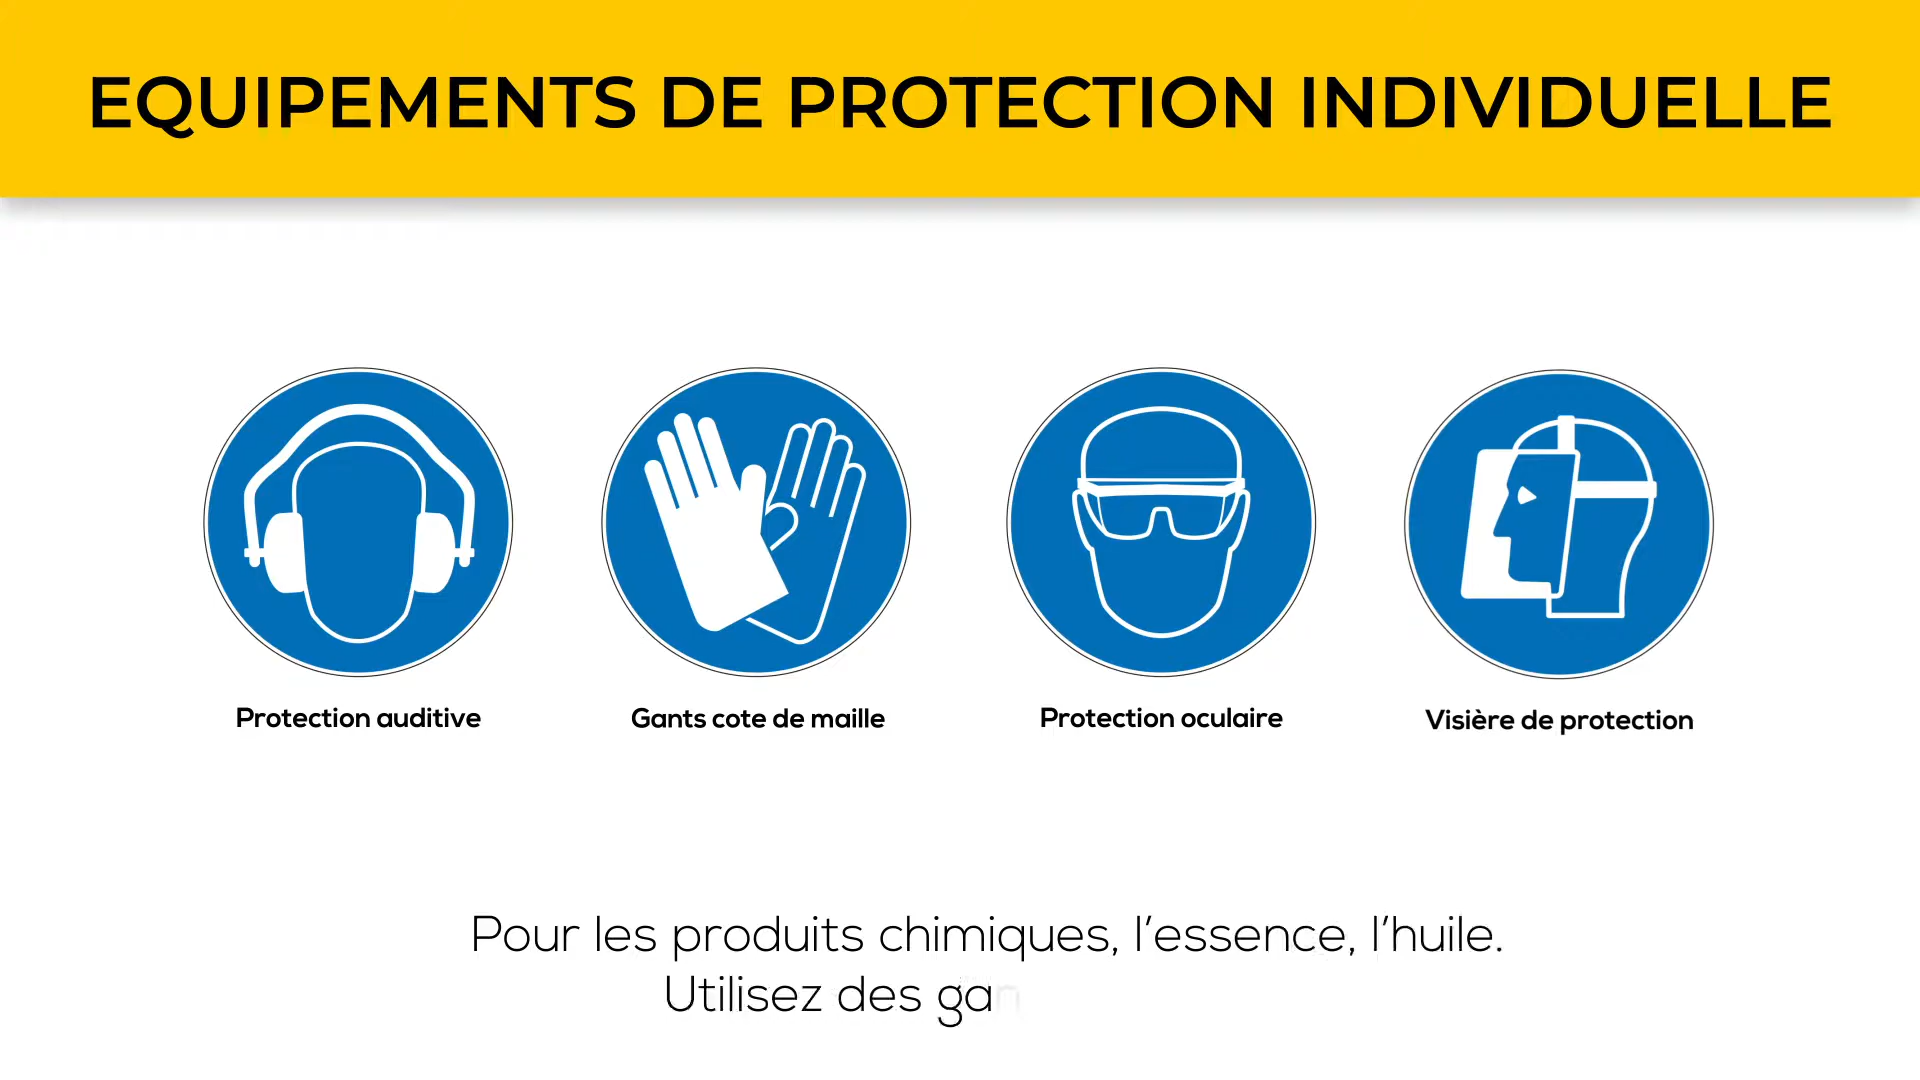 EQUIPEMENTS DE PROTECTION INDIVIDUELLE
Protection auditive
Gants cote de maille
Protection oculaire
Visière de protection
Pour les produits chimiques, l’essence, l’huile.
Utilisez des gan